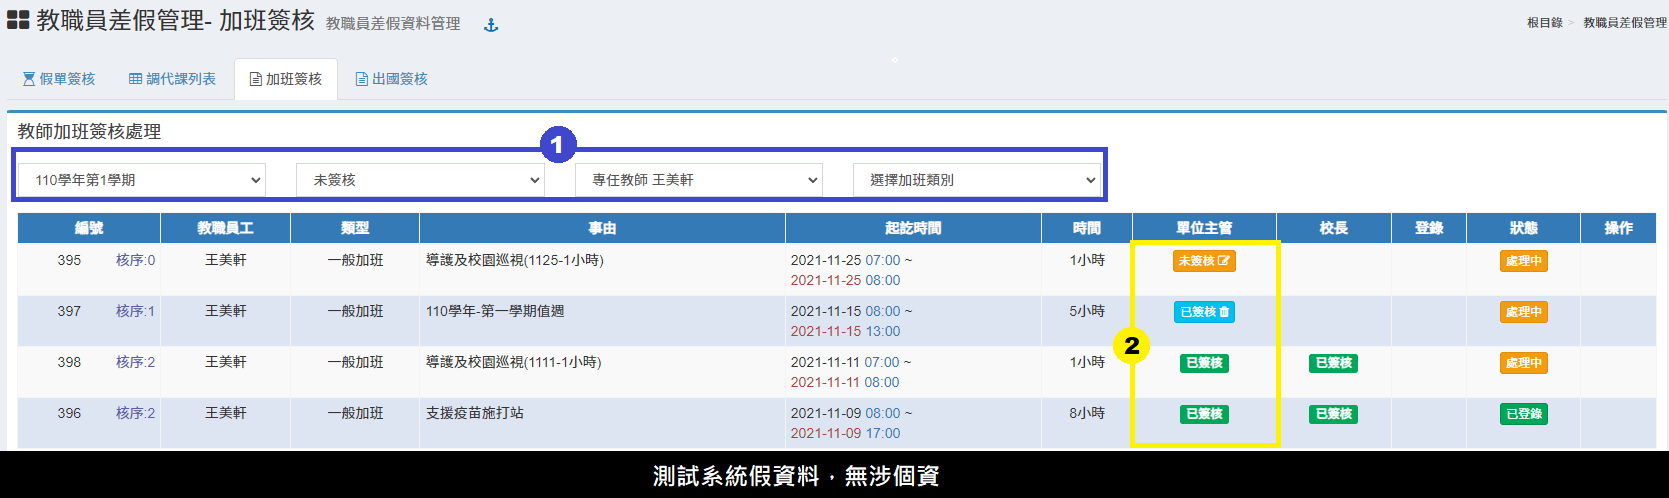 教職員差假管理- 加班簽核 教職員差假資料管理
根目錄 > 教職員差假管理
假單簽核 調代課列表 加班簽核 出國簽核
教師加班簽核處理
1
110學年第1學期 未簽核 專任教師 王美軒 選擇加班類別
編號 教職員工 類型 事由 起訖時間 時間 單位主管 校長 登錄 狀態 操作
395 核序:0 王美軒 一般加班 導護及校園巡視(1125-1小時) 2021-11-25 07:00 ~ 1小時 未簽核 處理中
2021-11-25 08:00
397 核序:1 王美軒 一般加班 110學年-第一學期值週 2021-11-15 08:00 ~ 5小時 已簽核 處理中
2021-11-15 13:00
2
398 核序:2 王美軒 一般加班 導護及校園巡視(1111-1小時) 2021-11-11 07:00 ~ 1小時 已簽核 已簽核 處理中
2021-11-11 08:00
396 核序:2 王美軒 一般加班 支援疫苗施打站 2021-11-09 08:00 ~ 8小時 已簽核 已簽核 已登錄
2021-11-09 17:00
測試系統假資料，無涉個資